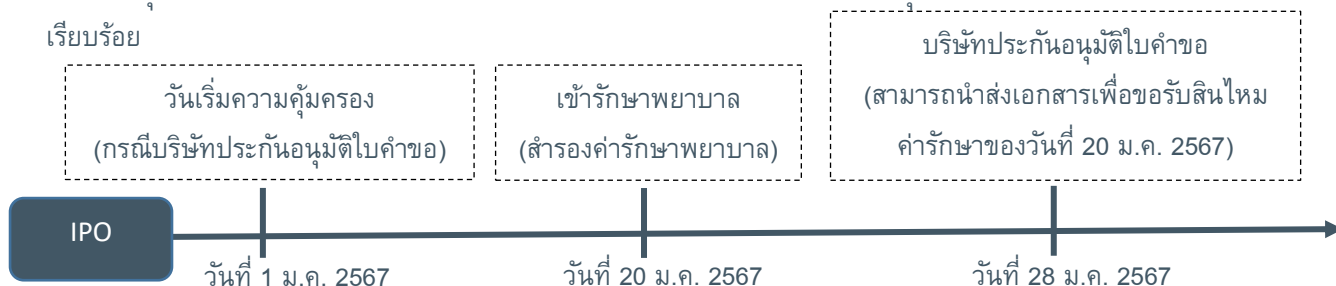 เรียบร้อย
วันเริ่มความคุ้มครอง
(กรณีบริษัทประกันอนุมัติใบคำขอ)
เข้ารักษาพยาบาล
(สำรองค่ารักษาพยาบาล)
บริษัทประกันอนุมัติใบคำขอ
(สามารถนำส่งเอกสารเพื่อขอรับสินไหม
ค่ารักษาของวันที่ 20 ม.ค. 2567)
IPO
วันที่ 1 ม.ค. 2567
วันที่ 20 ม.ค. 2567
วันที่ 28 ม.ค. 2567